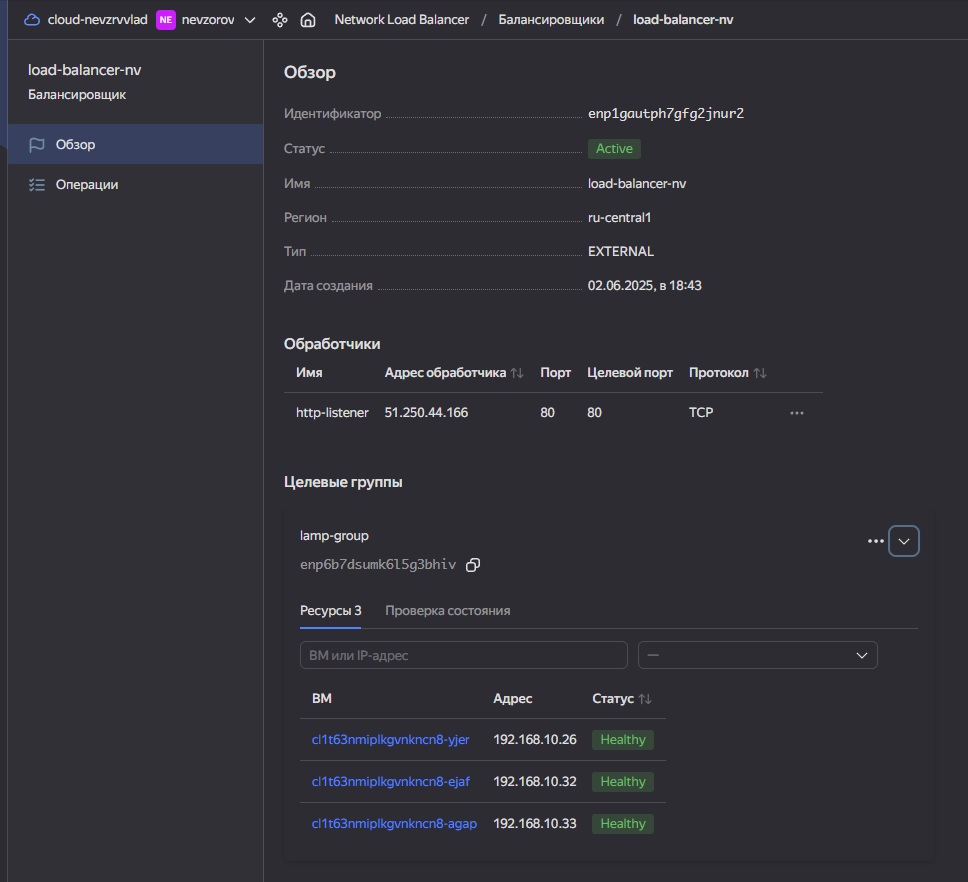 cloud-nevzrvvlad NE nevzorov Network Load Balancer / Балансировщики / load-balancer-nv
load-balancer-nv
Балансировщик
Обзор
Операции
Обзор
Идентификатор enp1gautph7gfg2jnur2
Статус Active
Имя load-balancer-nv
Регион ru-central1
Тип EXTERNAL
Дата создания 02.06.2025, в 18:43
Обработчики
Имя Адрес обработчика Порт Целевой порт Протокол
http-listener 51.250.44.166 80 80 TCP
Целевые группы
lamp-group
enp6b7dsumk6l5g3bhiv
Ресурсы 3 Проверка состояния
ВМ или IP-адрес —
ВМ Адрес Статус
cl1t63nmiplkgvnkncn8-yjer 192.168.10.26 Healthy
cl1t63nmiplkgvnkncn8-ejaf 192.168.10.32 Healthy
cl1t63nmiplkgvnkncn8-agap 192.168.10.33 Healthy